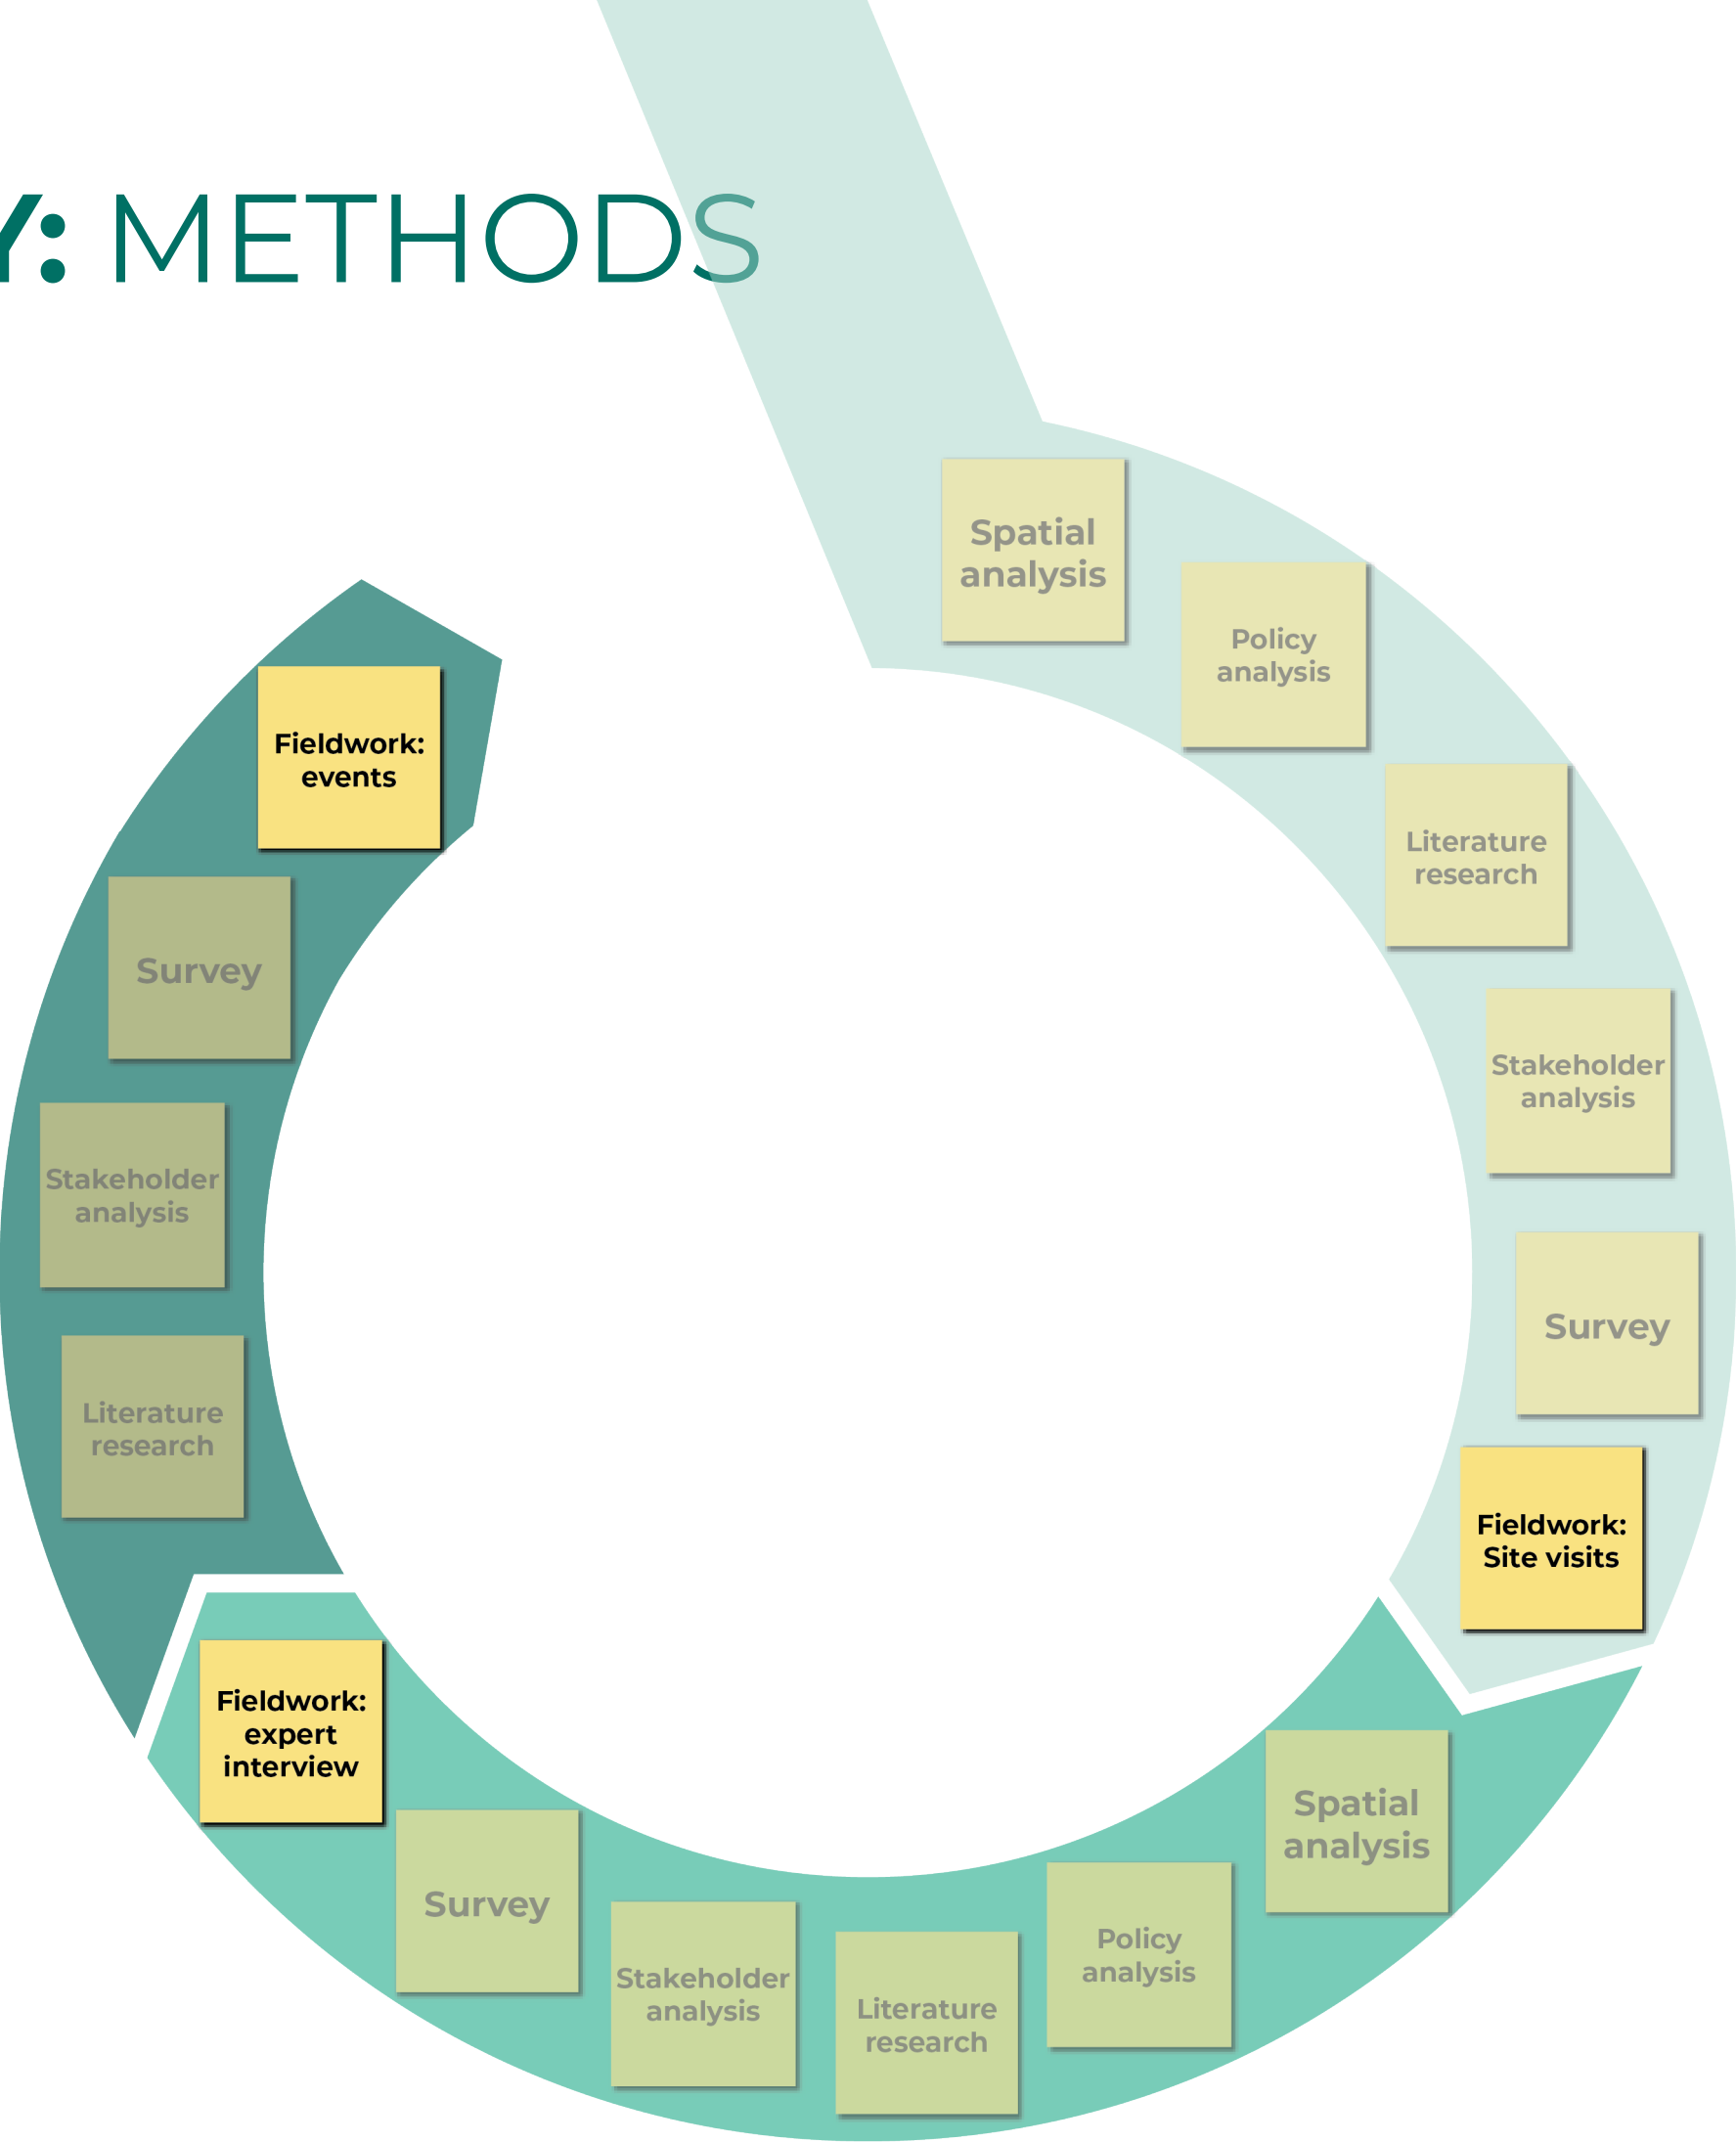 Y: METHODS
Spatial
analysis
Policy
analysis
Literature
research
Stakeholder
analysis
Survey
Fieldwork:
Site visits
Spatial
analysis
Policy
analysis
Literature
research
Stakeholder
analysis
Survey
Fieldwork:
expert
interview
Literature
research
Stakeholder
analysis
Survey
Fieldwork:
events